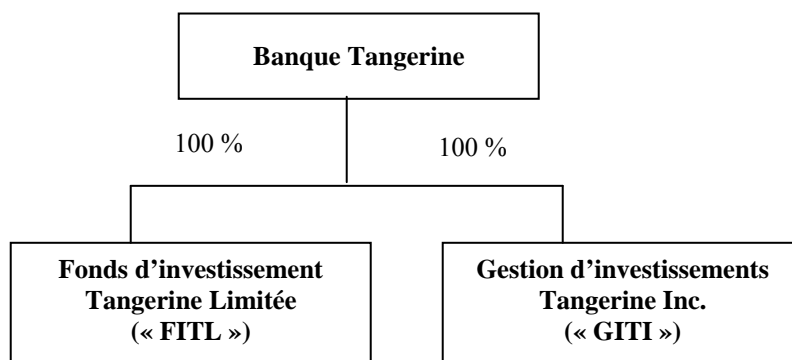 Banque Tangerine
100 %
100 %
Fonds d’investissement
Tangerine Limitée
(« FITL »)
Gestion d’investissements
Tangerine Inc.
(« GITI »)